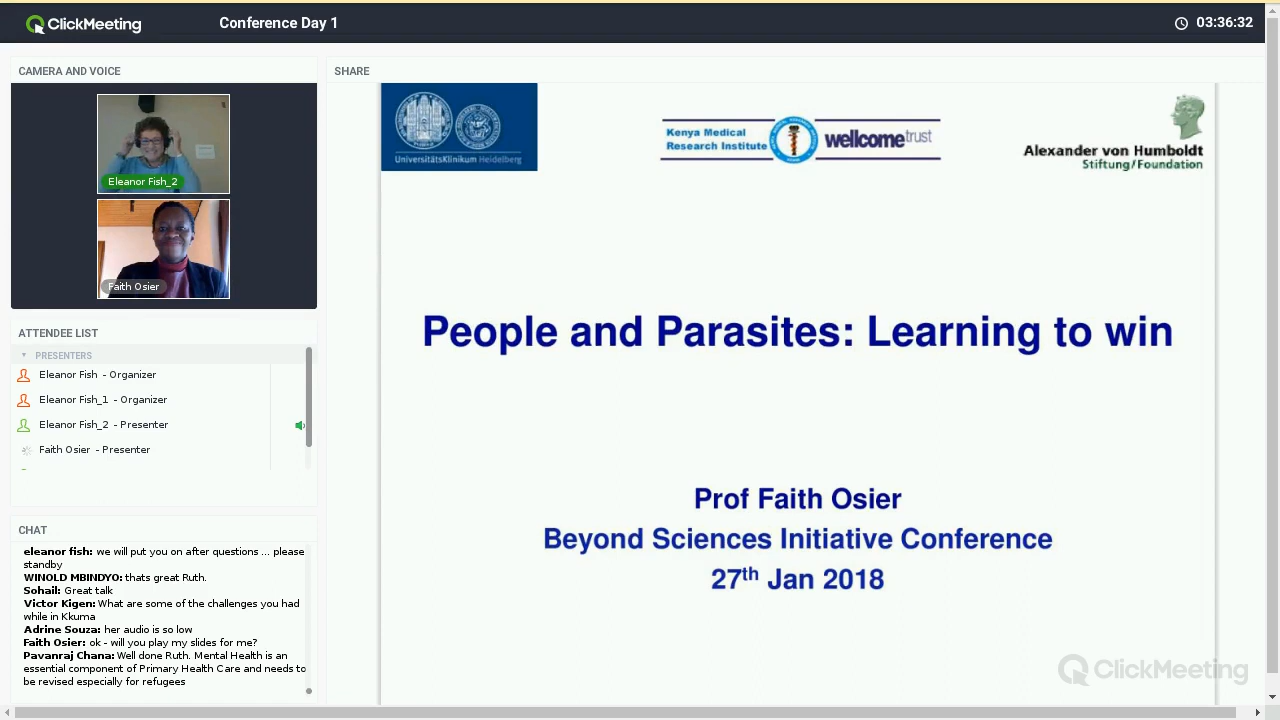 ClickMeeting
Conference Day 1
03:36:32
CAMERA AND VOICE
Eleanor Fish_2
Faith Osier
ATTENDEE LIST
PRESENTERS
Eleanor Fish - Organizer
Eleanor Fish_1 - Organizer
Eleanor Fish_2 - Presenter
Faith Osier - Presenter
CHAT
eleanor fish: we will put you on after questions ... please
standby
WINOLD MBINDYO: thats great Ruth.
Sohail: Great talk
Victor Kigen: What are some of the challenges you had
while in Kkuma
Adrine Souza: her audio is so low
Faith Osier: ok - will you play my slides for me?
Pavanraj Chana: Well done Ruth. Mental Health is an
essential component of Primary Health Care and needs to
be revised especially for refugees
SHARE
UniversitätsKlinikum Heidelberg
Kenya Medical
Research Institute
wellcometrust
Alexander von Humboldt
Stiftung/Foundation
People and Parasites: Learning to win
Prof Faith Osier
Beyond Sciences Initiative Conference
27th Jan 2018
ClickMeeting